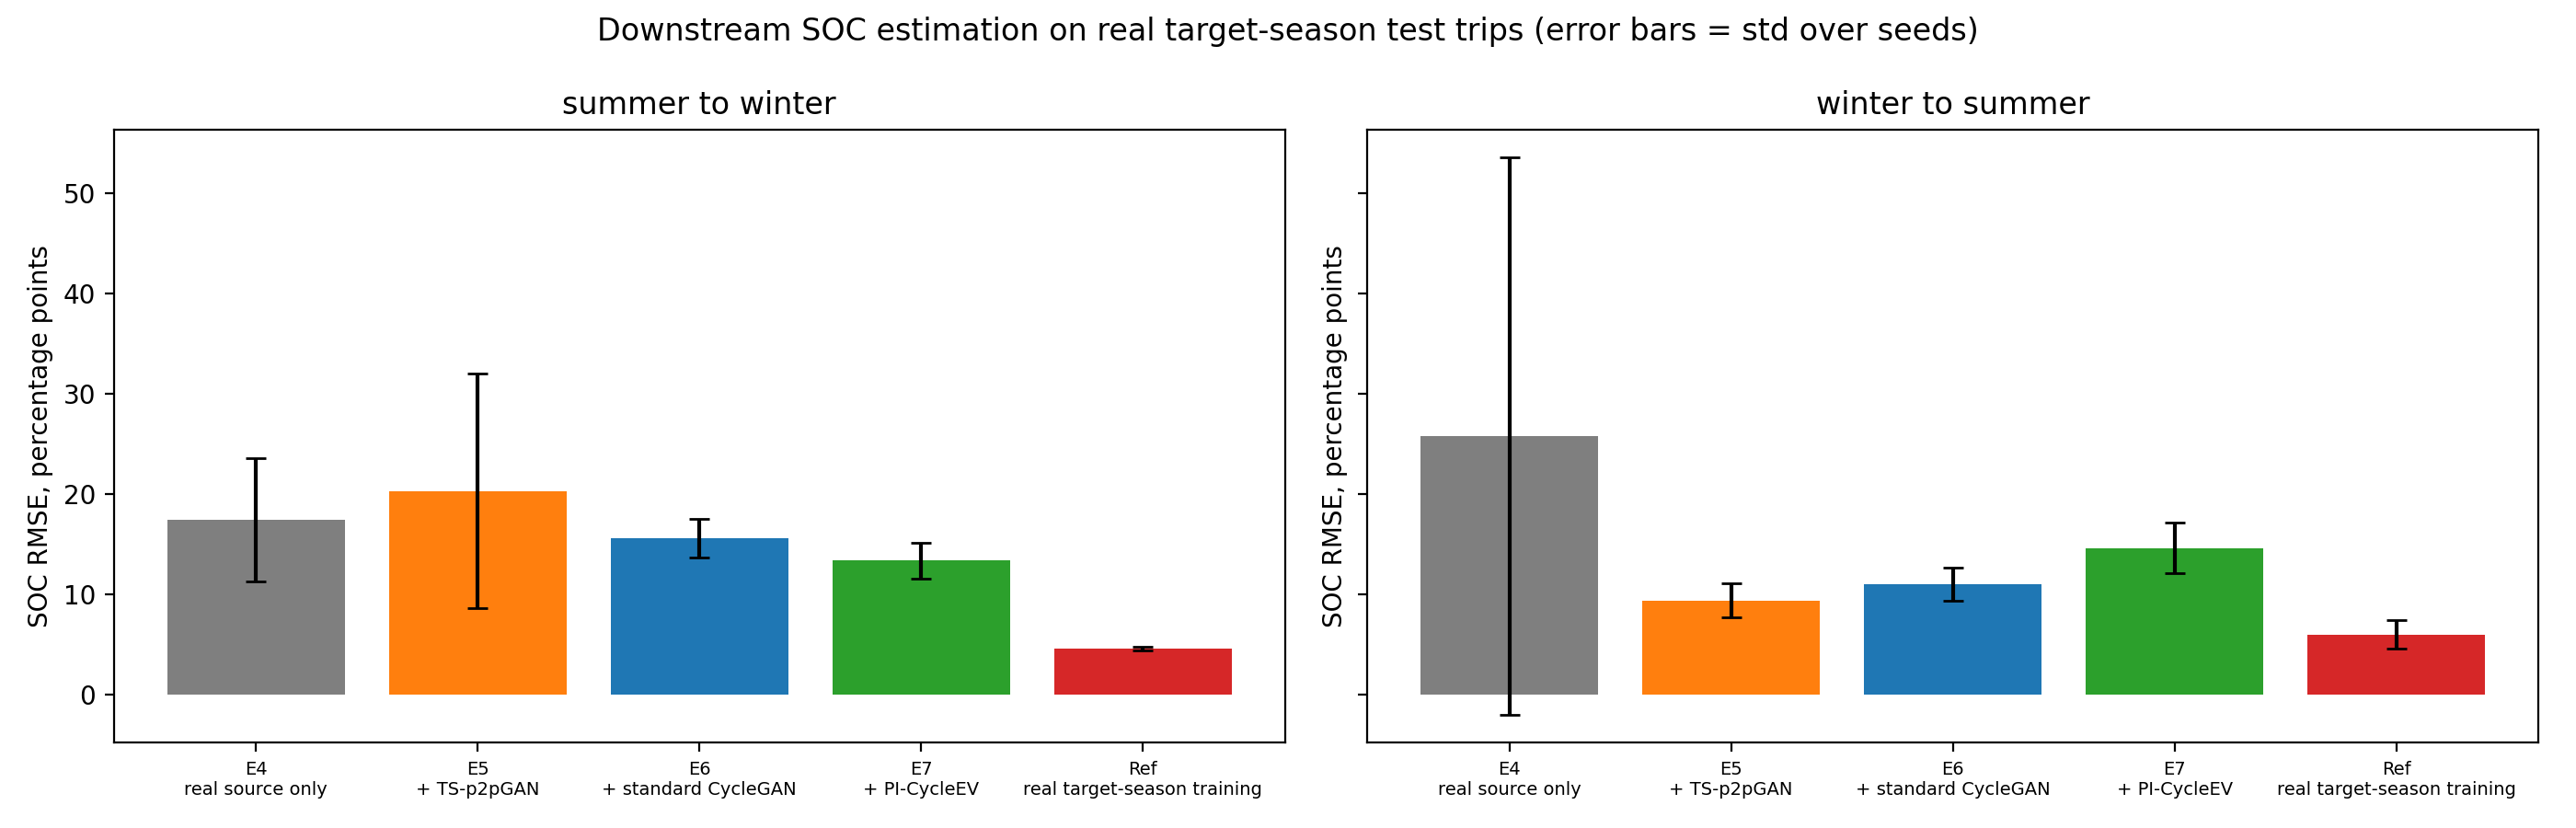 Downstream SOC estimation on real target-season test trips (error bars = std over seeds)
summer to winter
SOC RMSE, percentage points
50
40
30
20
10
0
E4
real source only
E5
+ TS-p2pGAN
E6
+ standard CycleGAN
E7
+ PI-CycleEV
Ref
real target-season training
winter to summer
SOC RMSE, percentage points
E4
real source only
E5
+ TS-p2pGAN
E6
+ standard CycleGAN
E7
+ PI-CycleEV
Ref
real target-season training